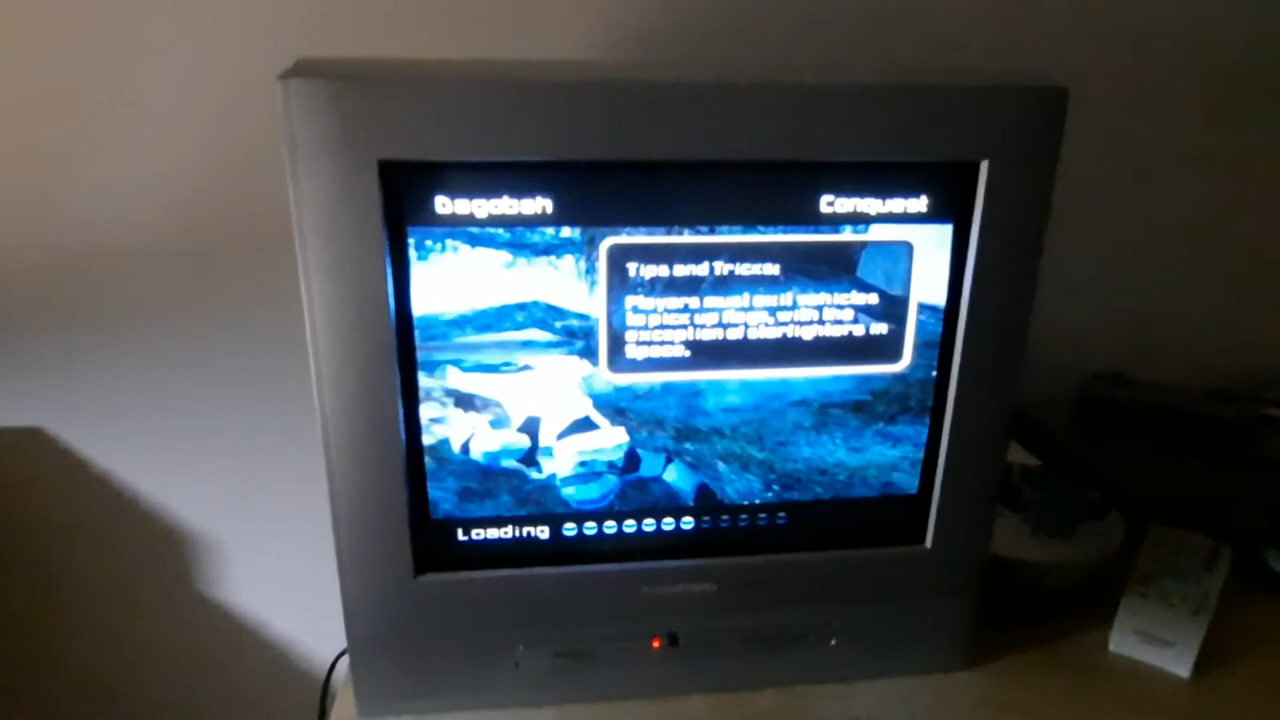 Dagobah
Conquest
Tips and Tricks:
Players must exit vehicles
to pick up flags, with the
exception of starfighters in
Space.
Loading